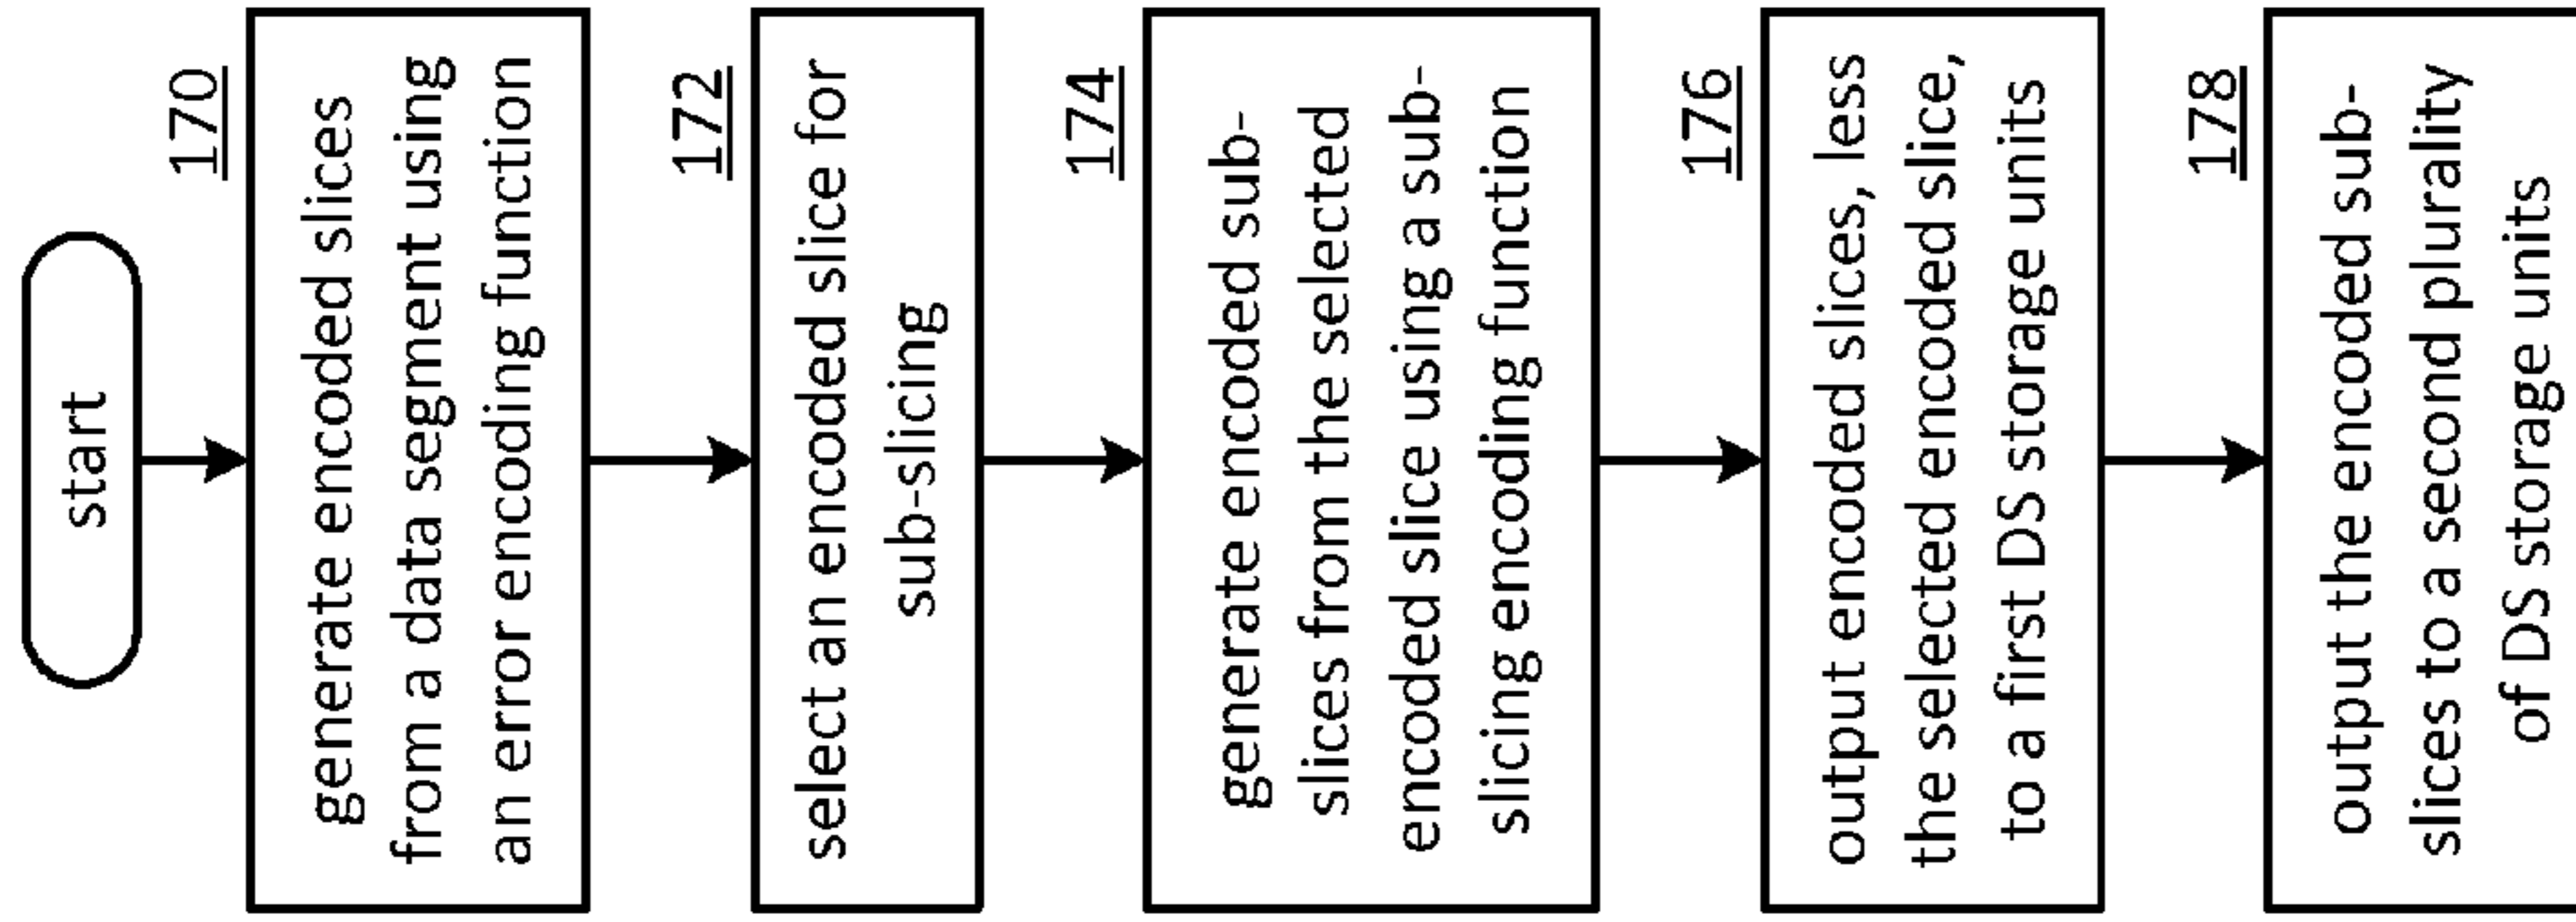 start
170
generate encoded slices
from a data segment using
an error encoding function
172
select an encoded slice for
sub-slicing
174
generate encoded sub-
slices from the selected
encoded slice using a sub-
slicing encoding function
176
output encoded slices, less
the selected encoded slice,
to a first DS storage units
178
output the encoded sub-
slices to a second plurality
of DS storage units